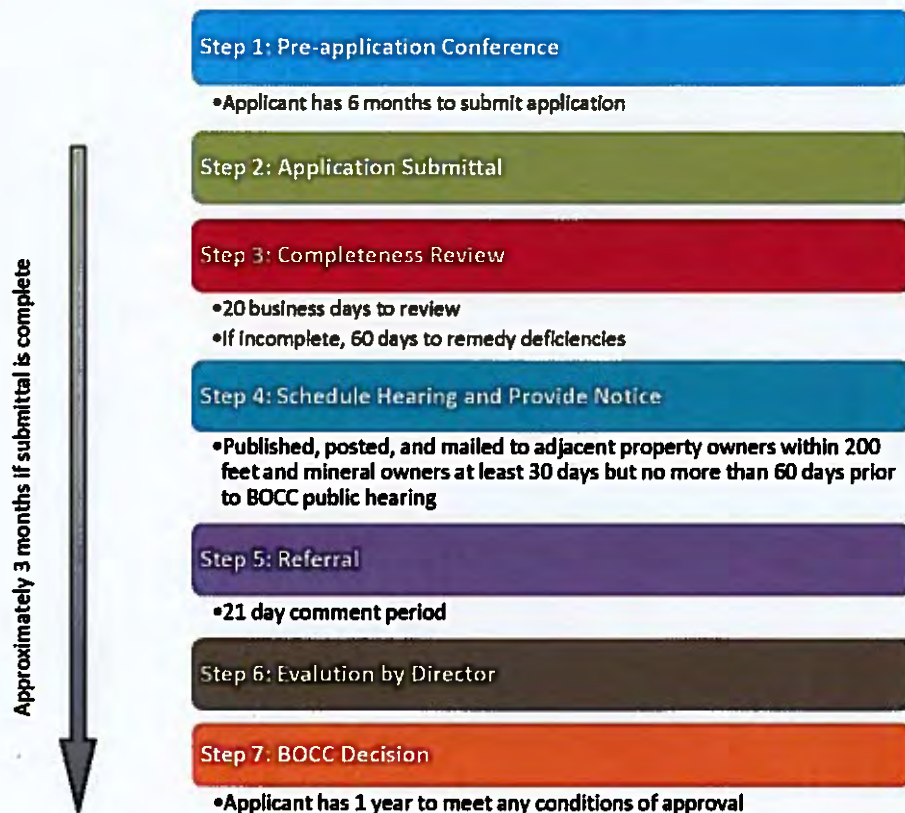 Step 1: Pre-application Conference
•Applicant has 6 months to submit application
Step 2: Application Submittal
Step 3: Completeness Review
•20 business days to review
•If incomplete, 60 days to remedy deficiencies
Step 4: Schedule Hearing and Provide Notice
•Published, posted, and mailed to adjacent property owners within 200
feet and mineral owners at least 30 days but no more than 60 days prior
to BOCC public hearing
Step 5: Referral
•21 day comment period
Step 6: Evalution by Director
Step 7: BOCC Decision
•Applicant has 1 year to meet any conditions of approval
Approximately 3 months if submittal is complete